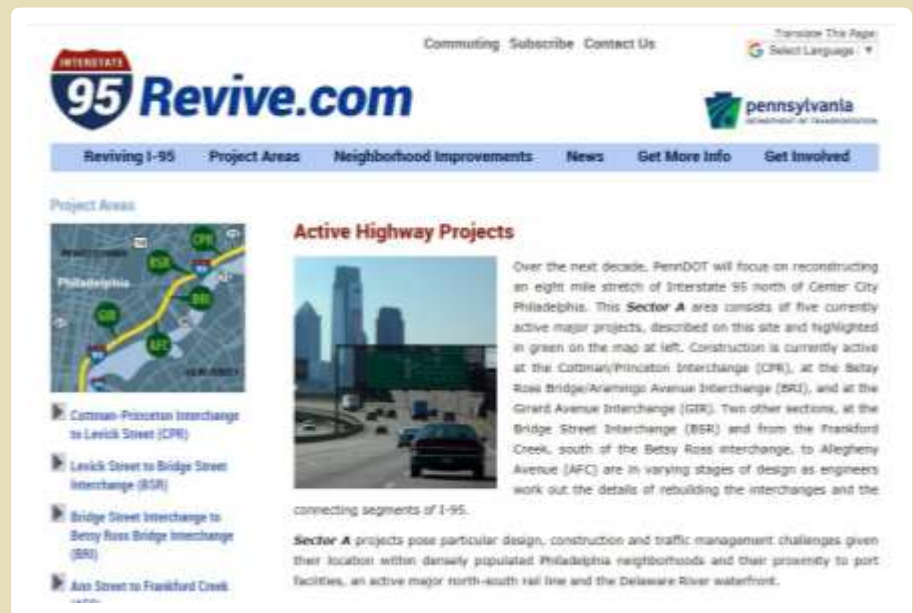 Commuting Subscribe Contact Us
Translate This Page:
Select Language ▼
INTERSTATE
95 Revive.com
pennsylvania
DEPARTMENT OF TRANSPORTATION
Reviving I-95 Project Areas Neighborhood Improvements News Get More Info Get Involved
Project Areas
CPR
BSR
Philadelphia
BRI
GIR
AFC
95
Cottman-Princeton Interchange
to Levick Street (CPR)
Levick Street to Bridge Street
Interchange (BSR)
Bridge Street Interchange to
Betsy Ross Bridge Interchange
(BRI)
Ann Street to Frankford Creek
Active Highway Projects
Over the next decade, PennDOT will focus on reconstructing
an eight mile stretch of Interstate 95 north of Center City
Philadelphia. This Sector A area consists of five currently
active major projects, described on this site and highlighted
in green on the map at left. Construction is currently active
at the Cottman/Princeton Interchange (CPR), at the Betsy
Ross Bridge/Aramingo Avenue Interchange (BRI), and at the
Girard Avenue Interchange (GIR). Two other sections, at the
Bridge Street Interchange (BSR) and from the Frankford
Creek, south of the Betsy Ross interchange, to Allegheny
Avenue (AFC) are in varying stages of design as engineers
work out the details of rebuilding the interchanges and the
connecting segments of I-95.
Sector A projects pose particular design, construction and traffic management challenges given
their location within densely populated Philadelphia neighborhoods and their proximity to port
facilities, an active major north-south rail line and the Delaware River waterfront.